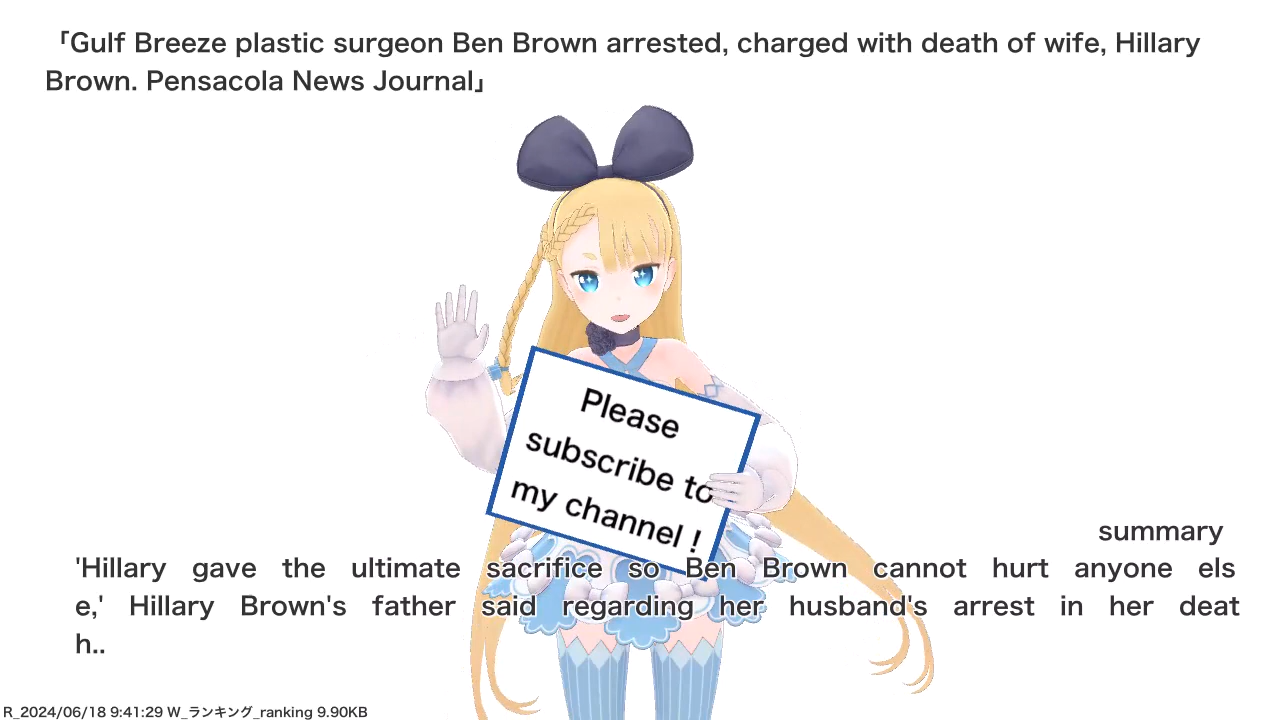 「Gulf Breeze plastic surgeon Ben Brown arrested, charged with death of wife, Hillary
Brown. Pensacola News Journal」
Please
subscribe to
my channel !
summary
'Hillary gave the ultimate sacrifice so Ben Brown cannot hurt anyone els
e,' Hillary Brown's father said regarding her husband's arrest in her deat
h..
R_2024/06/18 9:41:29 W_ランキング_ranking 9.90KB